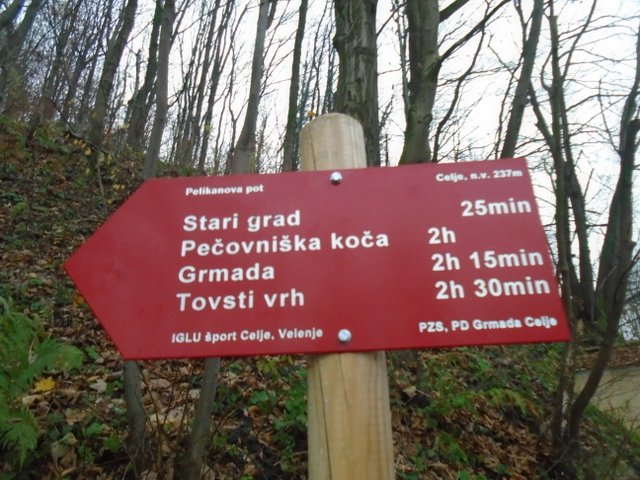 Pelikanova pot Celje, n.v. 237m
Stari grad 25min
Pečovniška koča 2h
Grmada 2h 15min
Tovsti vrh 2h 30min
IGLU šport Celje, Velenje PZS, PD Grmada Celje